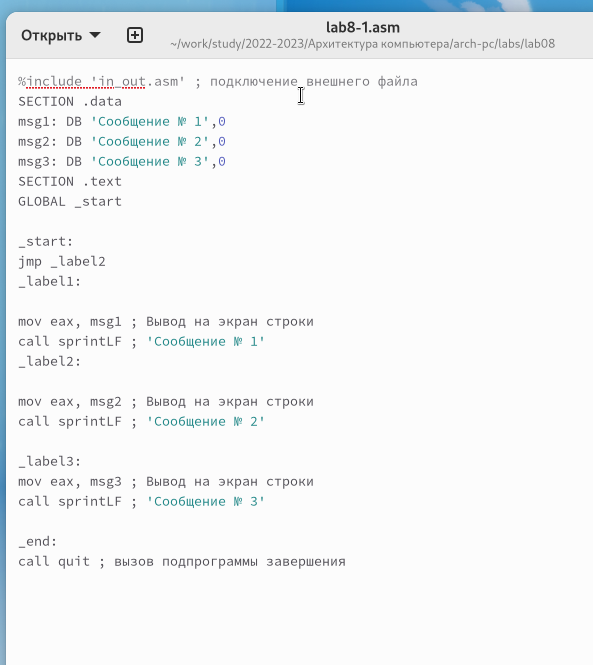 Открыть
lab8-1.asm
~/work/study/2022-2023/Архитектура компьютера/arch-pc/labs/lab08
%include 'in_out.asm' ; подключение внешнего файла
SECTION .data
msg1: DB 'Сообщение № 1',0
msg2: DB 'Сообщение № 2',0
msg3: DB 'Сообщение № 3',0
SECTION .text
GLOBAL _start
_start:
jmp _label2
_label1:
mov eax, msg1 ; Вывод на экран строки
call sprintLF ; 'Сообщение № 1'
_label2:
mov eax, msg2 ; Вывод на экран строки
call sprintLF ; 'Сообщение № 2'
_label3:
mov eax, msg3 ; Вывод на экран строки
call sprintLF ; 'Сообщение № 3'
_end:
call quit ; вызов подпрограммы завершения